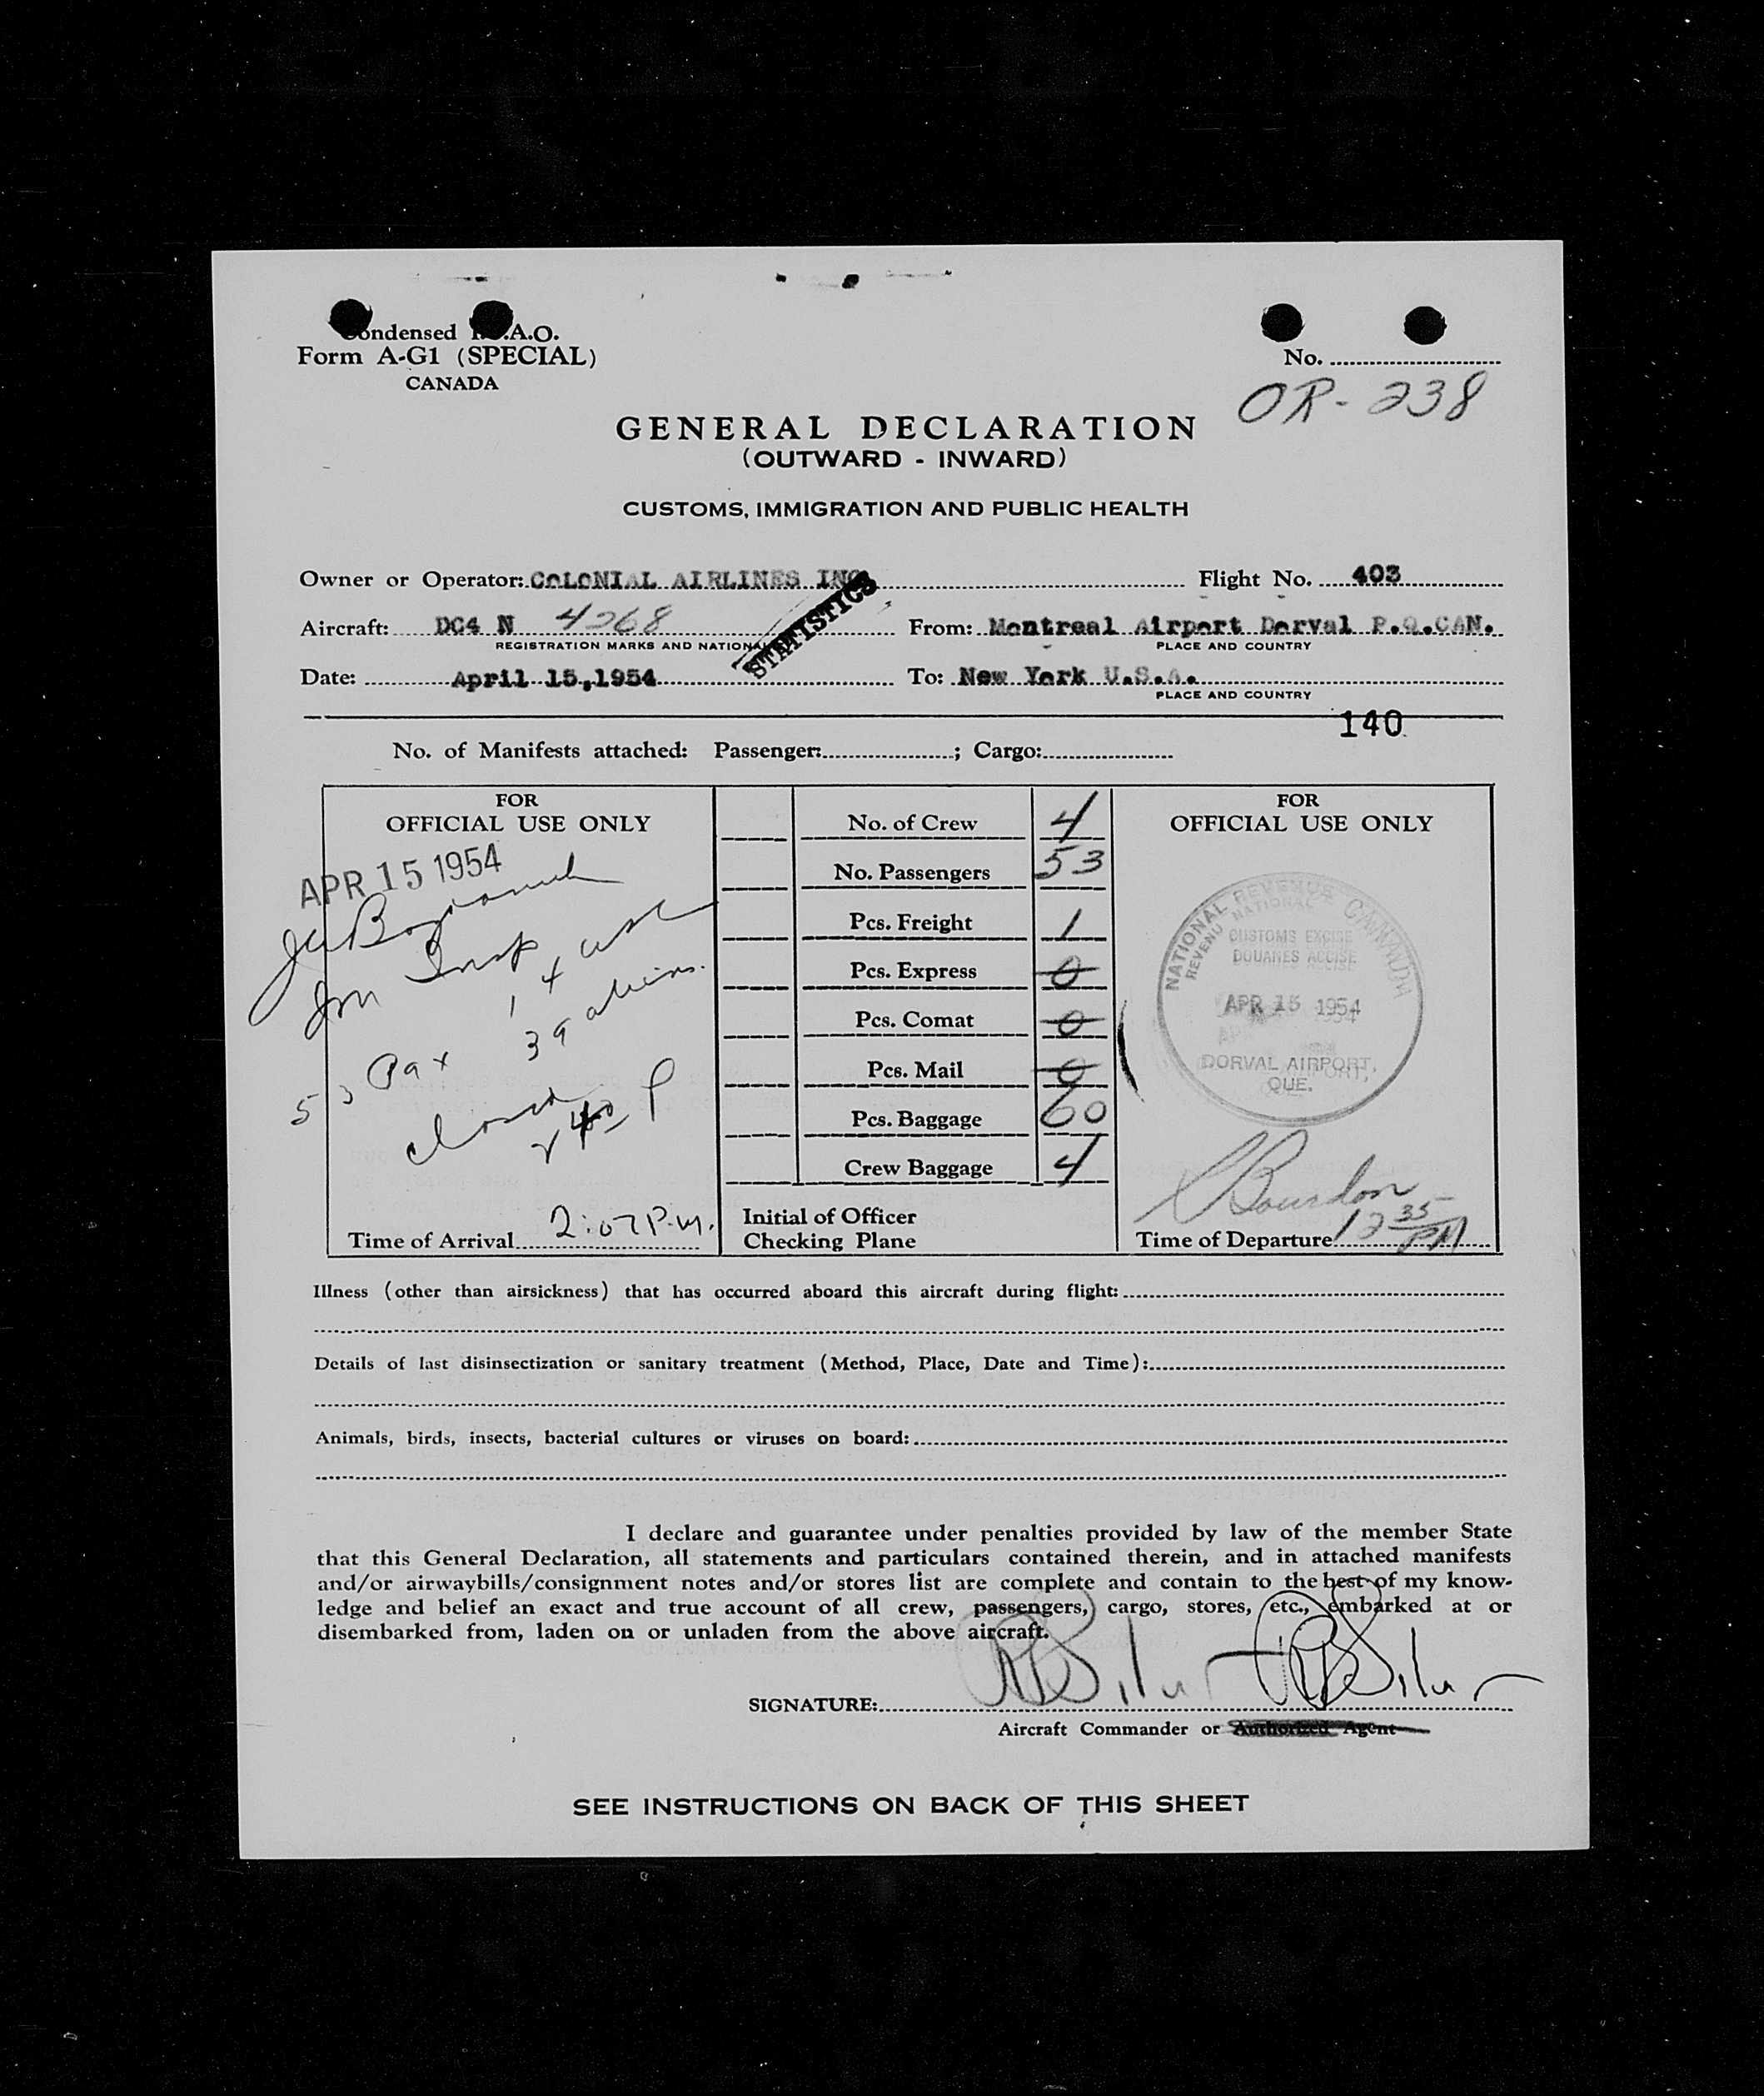 Condensed I.C.A.O.
Form A-G1 (SPECIAL)
CANADA
No.
OR-238
GENERAL DECLARATION
(OUTWARD - INWARD)
CUSTOMS, IMMIGRATION AND PUBLIC HEALTH
Owner or Operator: COLONIAL AIRLINES INC Flight No. 403
STATISTICS
Aircraft: DC4 N 4268 From: Montreal Airport Dorval P.Q.CAN.
REGISTRATION MARKS AND NATIONA PLACE AND COUNTRY
Date: April 15,1954 To: New York U.S.A.
PLACE AND COUNTRY
140
No. of Manifests attached: Passenger: ; Cargo:
FOR
OFFICIAL USE ONLY
APR 15 1954
Insp
14 usc
39 aliens.
53 Pax
closed
240 P
Time of Arrival 2:07 P.M.
No. of Crew 4
No. Passengers 53
Pcs. Freight 1
Pcs. Express 0
Pcs. Comat 0
Pcs. Mail 0
Pcs. Baggage 60
Crew Baggage 4
Initial of Officer
Checking Plane
FOR
OFFICIAL USE ONLY
NATIONAL REVENUE CANADA
REVENU NATIONAL
CUSTOMS EXCISE
DOUANES ACCISE
APR 15 1954
DORVAL AIRPORT,
QUE.
Bourdon
Time of Departure 12 35 PM
Illness (other than airsickness) that has occurred aboard this aircraft during flight:
Details of last disinsectization or sanitary treatment (Method, Place, Date and Time):
Animals, birds, insects, bacterial cultures or viruses on board:
I declare and guarantee under penalties provided by law of the member State
that this General Declaration, all statements and particulars contained therein, and in attached manifests
and/or airwaybills/consignment notes and/or stores list are complete and contain to the best of my know-
ledge and belief an exact and true account of all crew, passengers, cargo, stores, etc., embarked at or
disembarked from, laden on or unladen from the above aircraft.
SIGNATURE:
Aircraft Commander or Authorized Agent
SEE INSTRUCTIONS ON BACK OF THIS SHEET